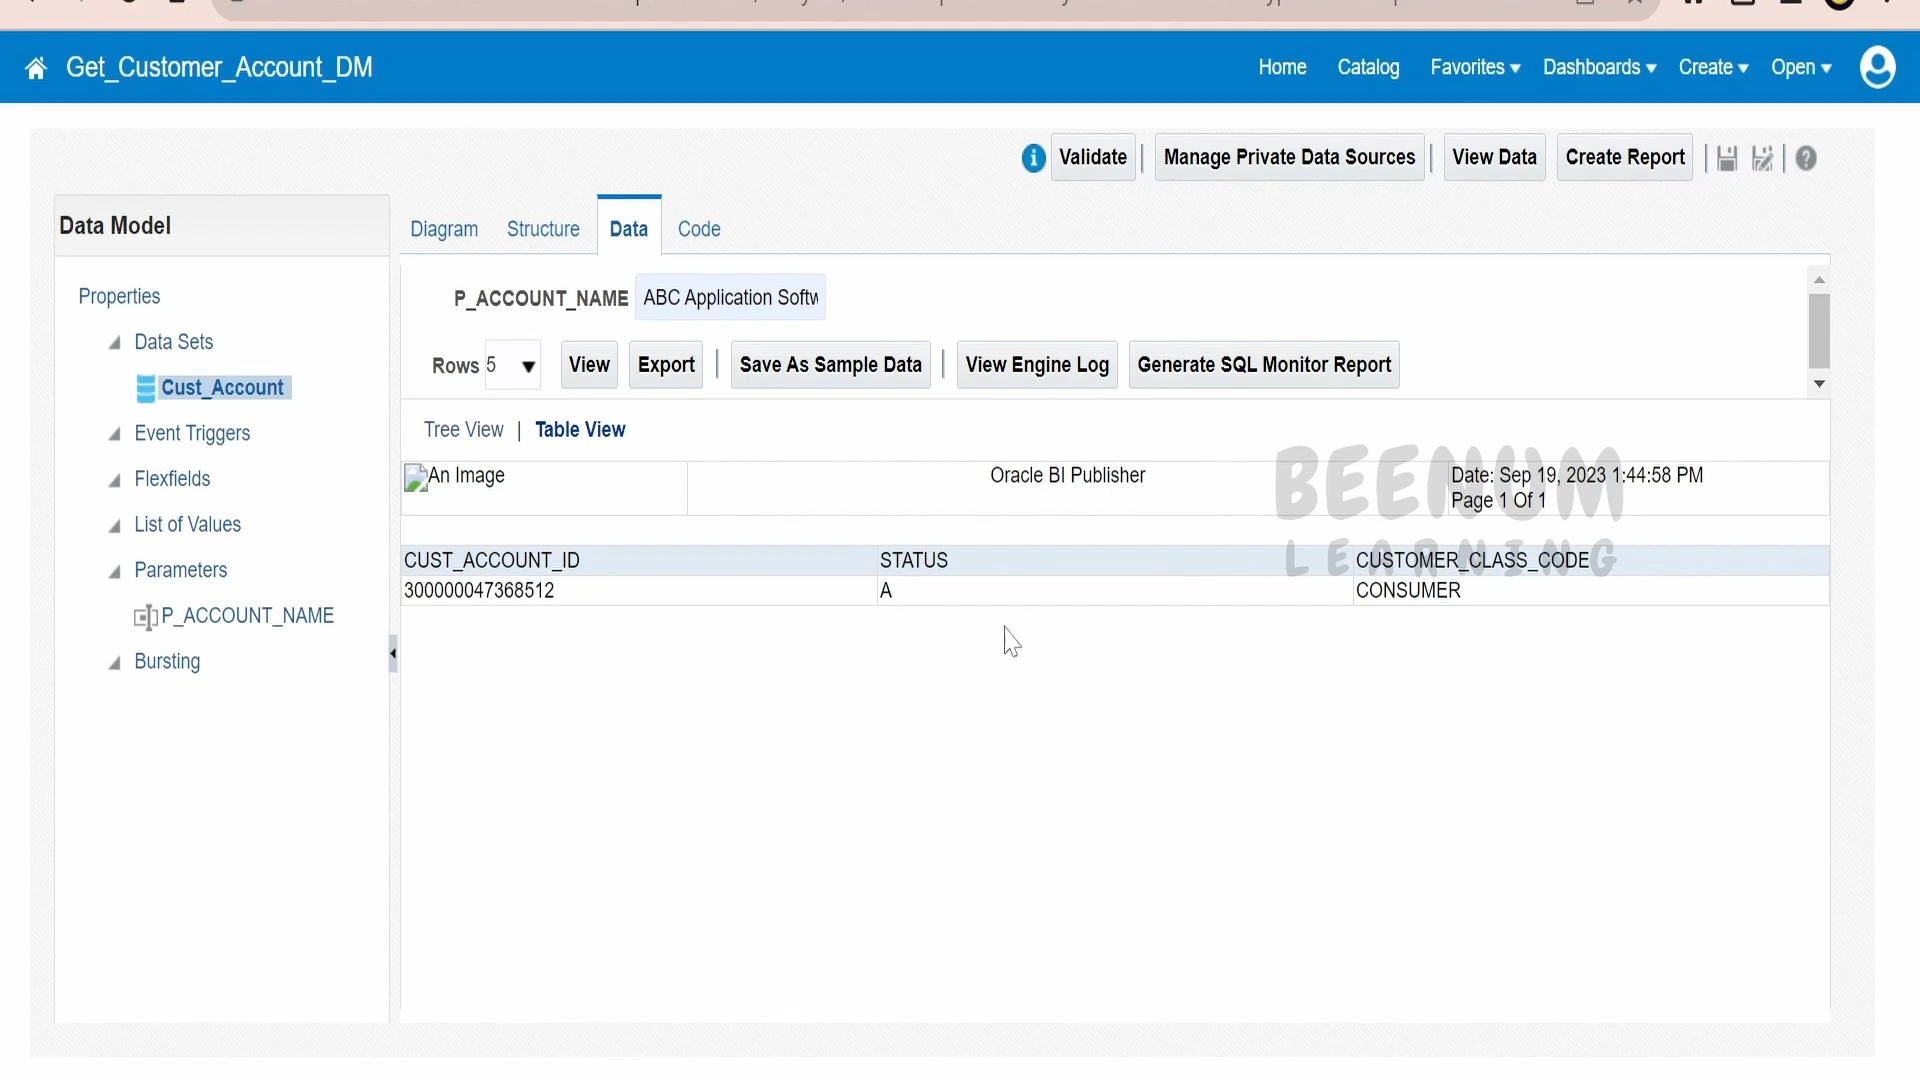 Get_Customer_Account_DM
Home Catalog Favorites Dashboards Create Open
Validate Manage Private Data Sources View Data Create Report
Data Model
Diagram Structure Data Code
Properties
Data Sets
Cust_Account
Event Triggers
Flexfields
List of Values
Parameters
P_ACCOUNT_NAME
Bursting
P_ACCOUNT_NAME ABC Application Softw
Rows 5 View Export | Save As Sample Data | View Engine Log Generate SQL Monitor Report
Tree View | Table View
An Image Oracle BI Publisher Date: Sep 19, 2023 1:44:58 PM
Page 1 Of 1
BEENUM
LEARNING
CUST_ACCOUNT_ID STATUS CUSTOMER_CLASS_CODE
300000047368512 A CONSUMER